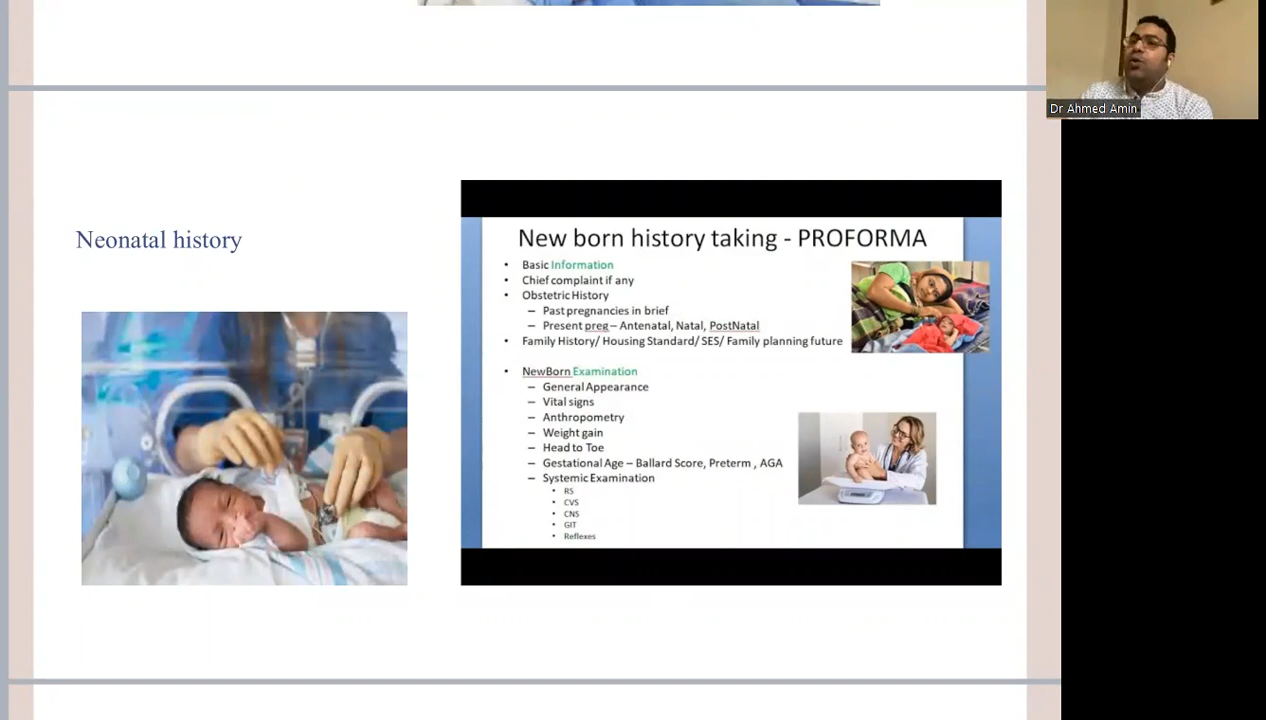 Dr Ahmed Amin
Neonatal history
New born history taking - PROFORMA
• Basic Information
• Chief complaint if any
• Obstetric History
– Past pregnancies in brief
– Present preg – Antenatal, Natal, PostNatal
• Family History/ Housing Standard/ SES/ Family planning future
• NewBorn Examination
– General Appearance
– Vital signs
– Anthropometry
– Weight gain
– Head to Toe
– Gestational Age – Ballard Score, Preterm , AGA
– Systemic Examination
• RS
• CVS
• CNS
• GIT
• Reflexes